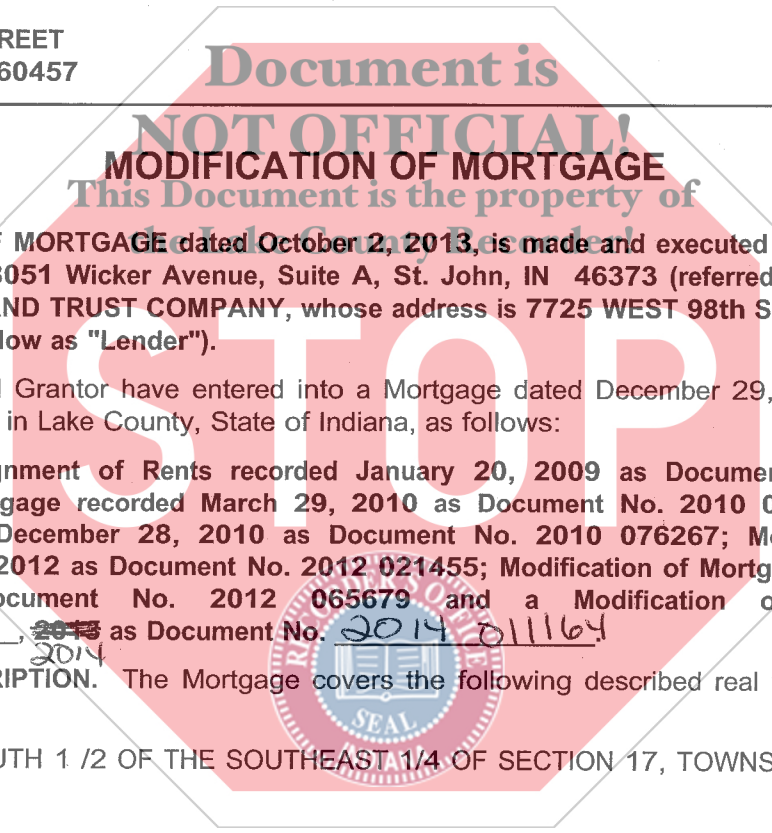 REET
60457
Document is
NOT OFFICIAL!
MODIFICATION OF MORTGAGE
This Document is the property of
the Lake County Recorder!
MORTGAGE dated October 2, 2013, is made and executed
051 Wicker Avenue, Suite A, St. John, IN 46373 (referred
AND TRUST COMPANY, whose address is 7725 WEST 98th S
low as "Lender").
Grantor have entered into a Mortgage dated December 29,
in Lake County, State of Indiana, as follows:
gnment of Rents recorded January 20, 2009 as Documen
gage recorded March 29, 2010 as Document No. 2010 0
December 28, 2010 as Document No. 2010 076267; M
2012 as Document No. 2012 021455; Modification of Mortg
ocument No. 2012 065679 and a Modification o
, 2013 as Document No. 2014 011164
2014
RIPTION. The Mortgage covers the following described real
UTH 1 /2 OF THE SOUTHEAST 1/4 OF SECTION 17, TOWNS
STOP
RECORDER'S OFFICE
SEAL